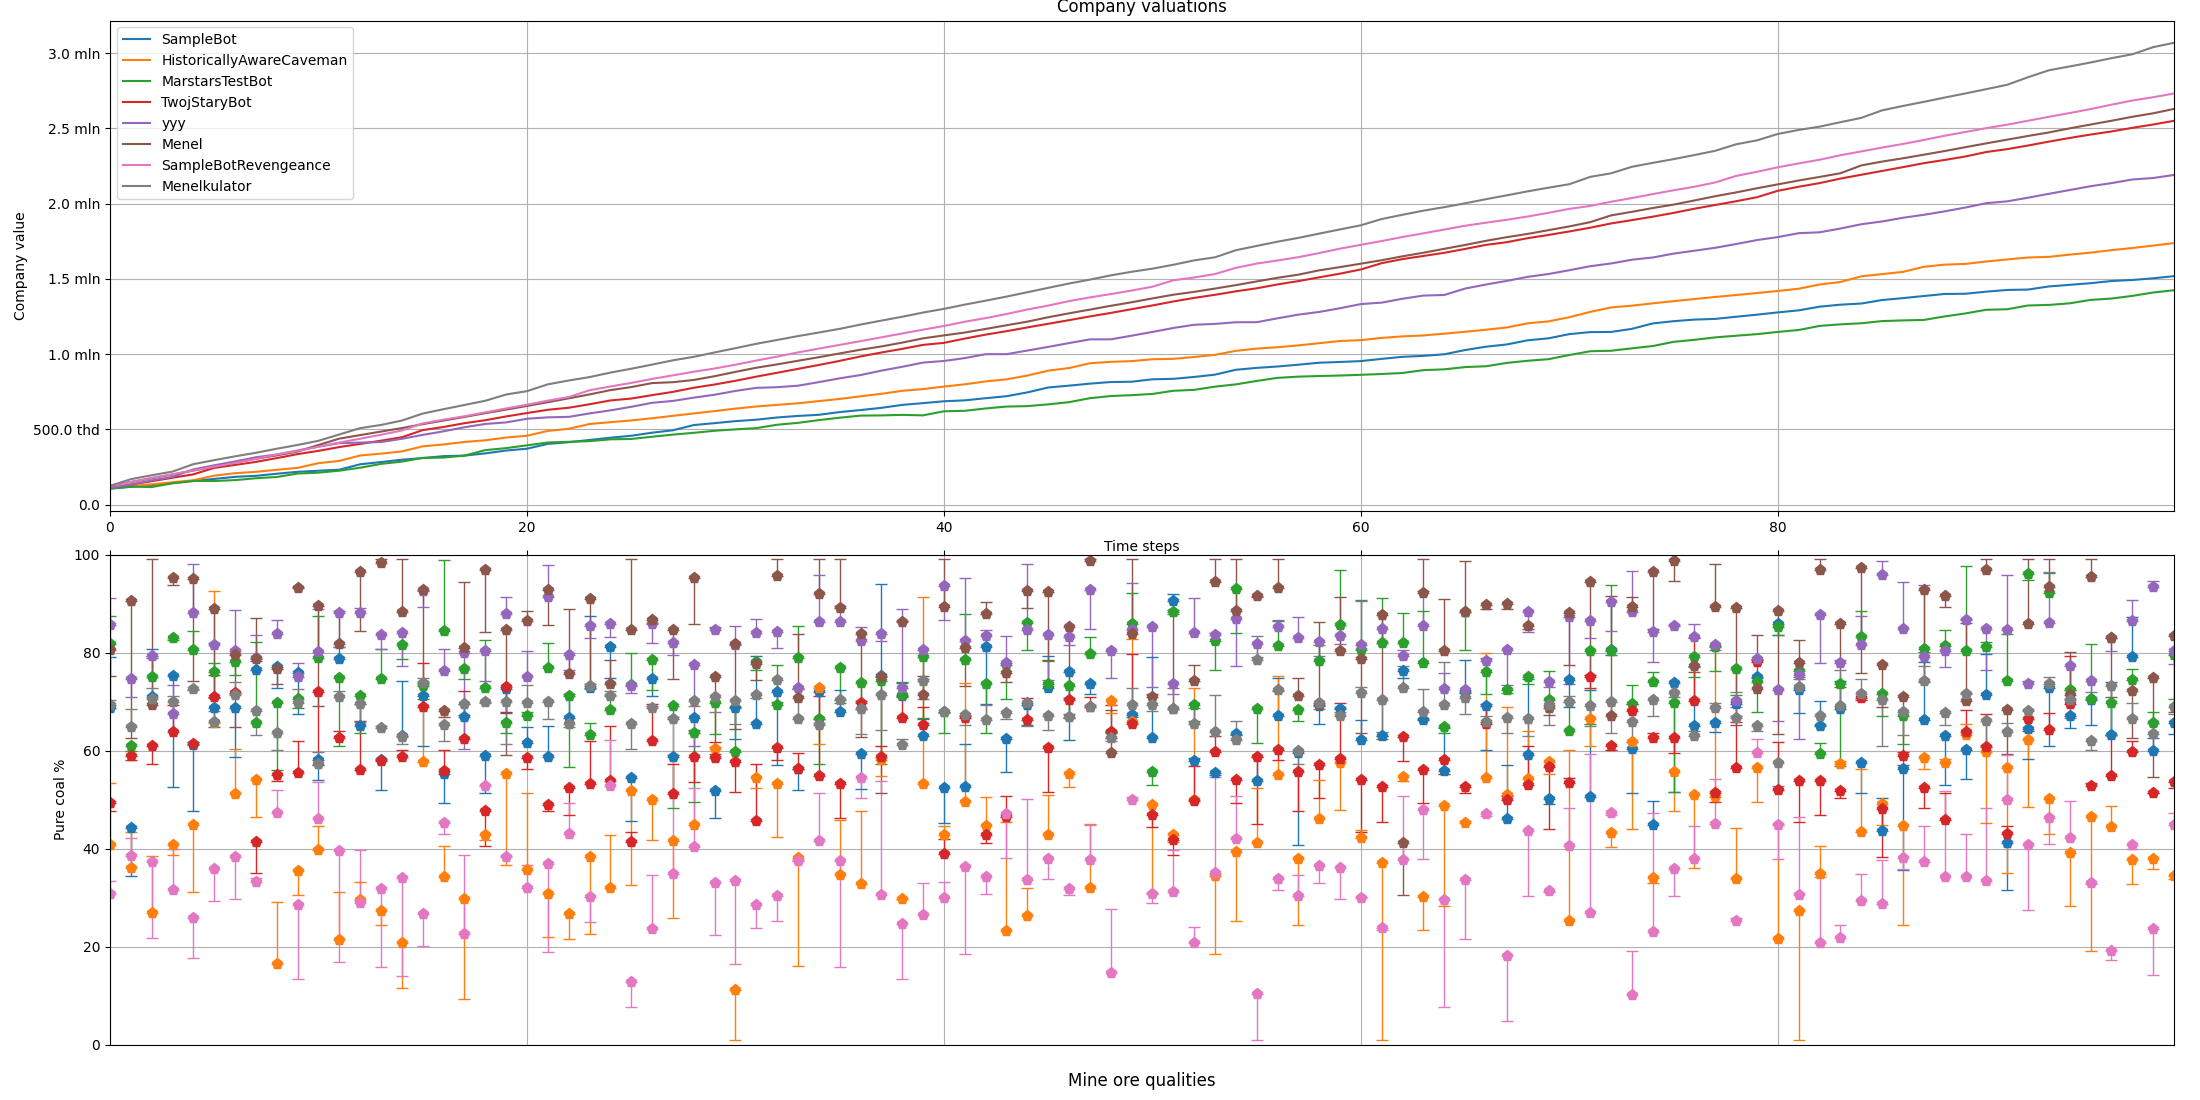 Company valuations
SampleBot
HistoricallyAwareCaveman
MarstarsTestBot
TwojStaryBot
yyy
Menel
SampleBotRevengeance
Menelkulator
Company value
3.0 mln
2.5 mln
2.0 mln
1.5 mln
1.0 mln
500.0 thd
0.0
0 20 40 60 80
Time steps
Pure coal %
100
80
60
40
20
0
Mine ore qualities